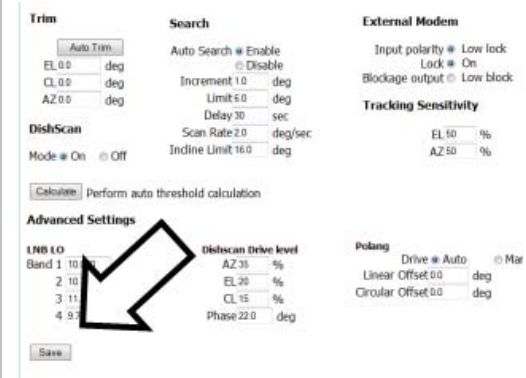 Trim
Auto Trim
EL 0.0 deg
CL 0.0 deg
AZ 0.0 deg
DishScan
Mode On Off
Search
Auto Search Enable
Disable
Increment 1.0 deg
Limit 6.0 deg
Delay 30 sec
Scan Rate 2.0 deg/sec
Incline Limit 16.0 deg
External Modem
Input polarity Low lock
Lock On
Blockage output Low block
Tracking Sensitivity
EL 50 %
AZ 50 %
Calculate Perform auto threshold calculation
Advanced Settings
LNB LO
Band 1
2
3
4
Dishscan Drive level
AZ 35 %
EL 20 %
CL 15 %
Phase 22.0 deg
Polang
Drive Auto Man
Linear Offset 0.0 deg
Circular Offset 0.0 deg
Save